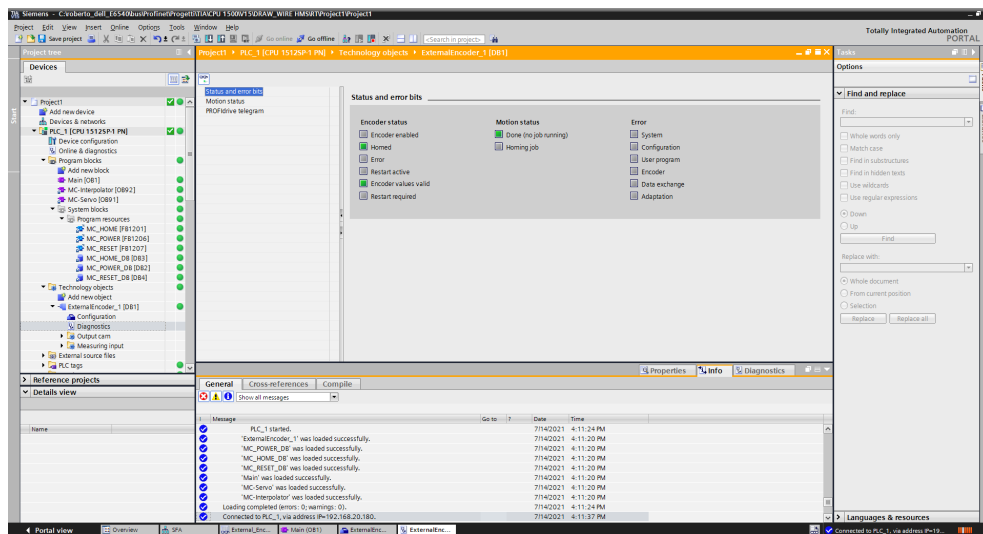 Siemens - C:\roberto_dell_E6540\bus\Profinet\Progetti\TIA\CPU 1500\V15\DRAW_WIRE HMSIRT\Project1\Project1
Project Edit View Insert Online Options Tools Window Help
Totally Integrated Automation
PORTAL
Save project
Go online
Go offline
<Search in project>
Project tree
Project1 ▸ PLC_1 [CPU 1512SP-1 PN] ▸ Technology objects ▸ ExternalEncoder_1 [DB1]
Tasks
Devices
Options
Start
Project1
Add new device
Devices & networks
PLC_1 [CPU 1512SP-1 PN]
Device configuration
Online & diagnostics
Program blocks
Add new block
Main [OB1]
MC-Interpolator [OB92]
MC-Servo [OB91]
System blocks
Program resources
MC_HOME [FB1201]
MC_POWER [FB1206]
MC_RESET [FB1207]
MC_HOME_DB [DB3]
MC_POWER_DB [DB2]
MC_RESET_DB [DB4]
Technology objects
Add new object
ExternalEncoder_1 [DB1]
Configuration
Diagnostics
Output cam
Measuring input
External source files
PLC tags
Reference projects
Details view
Name
Status and error bits
Motion status
PROFIdrive telegram
Status and error bits
Encoder status
Encoder enabled
Homed
Error
Restart active
Encoder values valid
Restart required
Motion status
Done (no job running)
Homing job
Error
System
Configuration
User program
Encoder
Data exchange
Adaptation
Find and replace
Find:
Whole words only
Match case
Find in substructures
Find in hidden texts
Use wildcards
Use regular expressions
Down
Up
Find
Replace with:
Whole document
From current position
Selection
Replace Replace all
Languages & resources
Properties Info Diagnostics
General Cross-references Compile
Show all messages
! Message Go to ? Date Time
PLC_1 started. 7/14/2021 4:11:24 PM
'ExternalEncoder_1' was loaded successfully. 7/14/2021 4:11:20 PM
'MC_POWER_DB' was loaded successfully. 7/14/2021 4:11:20 PM
'MC_HOME_DB' was loaded successfully. 7/14/2021 4:11:20 PM
'MC_RESET_DB' was loaded successfully. 7/14/2021 4:11:20 PM
'Main' was loaded successfully. 7/14/2021 4:11:20 PM
'MC-Servo' was loaded successfully. 7/14/2021 4:11:20 PM
'MC-Interpolator' was loaded successfully. 7/14/2021 4:11:20 PM
Loading completed (errors: 0; warnings: 0). 7/14/2021 4:11:24 PM
Connected to PLC_1, via address IP=192.168.20.180. 7/14/2021 4:11:37 PM
Portal view Overview SFA External_Enc... Main (OB1) ExternalEnc... ExternalEnc... Connected to PLC_1, via address IP=19...